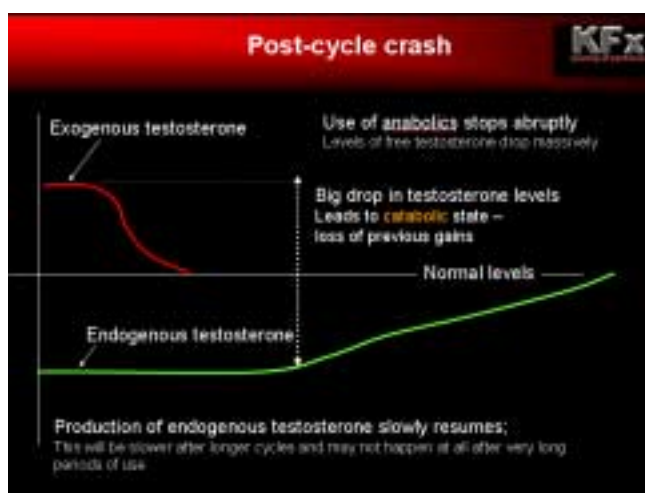 Post-cycle crash
KFx
Exogenous testosterone
Use of anabolics stops abruptly
Levels of free testosterone drop massively
Big drop in testosterone levels
Leads to catabolic state –
loss of previous gains
Normal levels
Endogenous testosterone
Production of endogenous testosterone slowly resumes;
This will be slower after longer cycles and may not happen at all after very long
periods of use